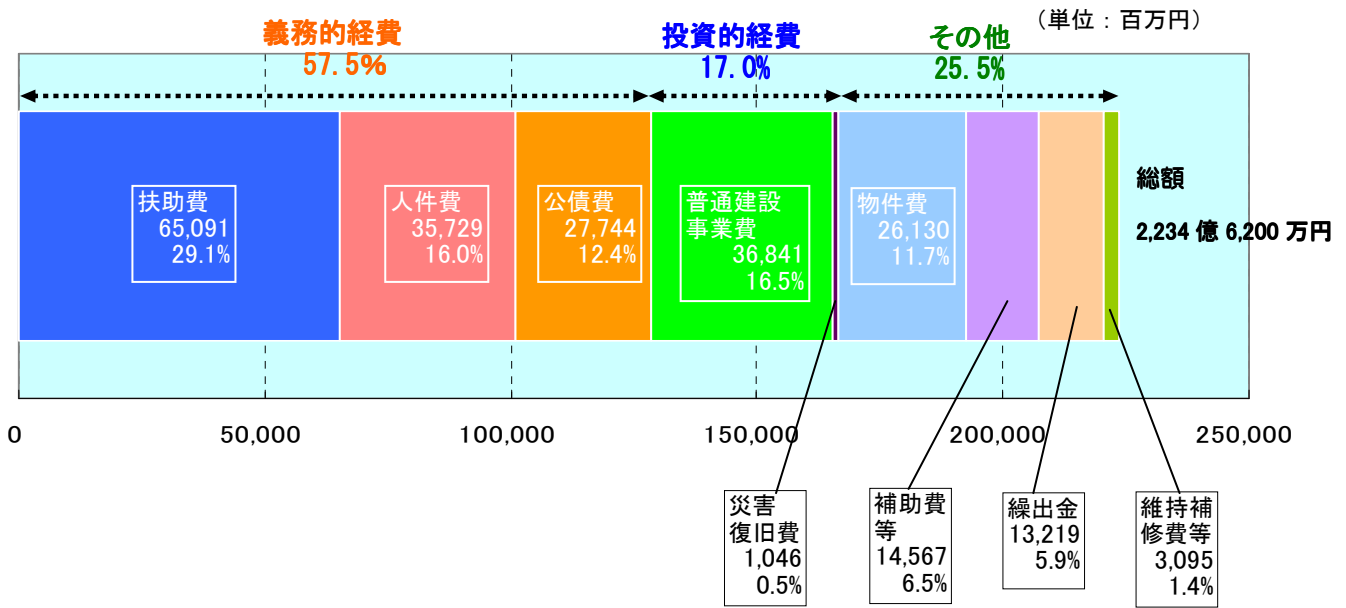 (単位：百万円)
義務的経費
57.5%
投資的経費
17.0%
その他
25.5%
扶助費
65,091
29.1%
人件費
35,729
16.0%
公債費
27,744
12.4%
普通建設
事業費
36,841
16.5%
物件費
26,130
11.7%
総額
2,234 億 6,200 万円
0
50,000
100,000
150,000
200,000
250,000
災害
復旧費
1,046
0.5%
補助費
等
14,567
6.5%
繰出金
13,219
5.9%
維持補
修費等
3,095
1.4%